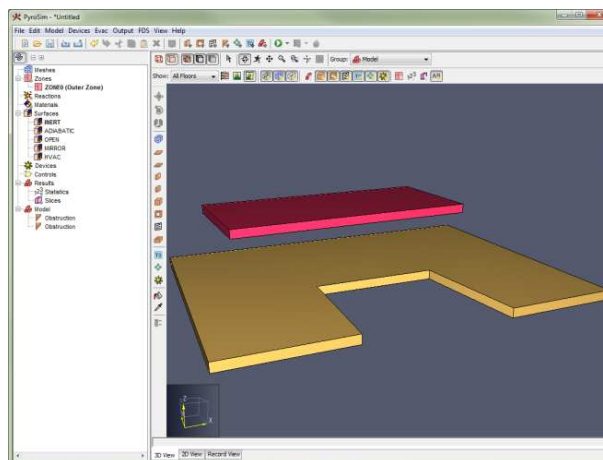 PyroSim - *Untitled
File Edit Model Devices Evac Output FDS View Help
Group: Model
Show: All Floors
Meshes
Zones
ZONE0 (Outer Zone)
Reactions
Materials
Surfaces
INERT
ADIABATIC
OPEN
MIRROR
HVAC
Devices
Controls
Results
Statistics
Slices
Model
Obstruction
Obstruction
Z
X
3D View 2D View Record View